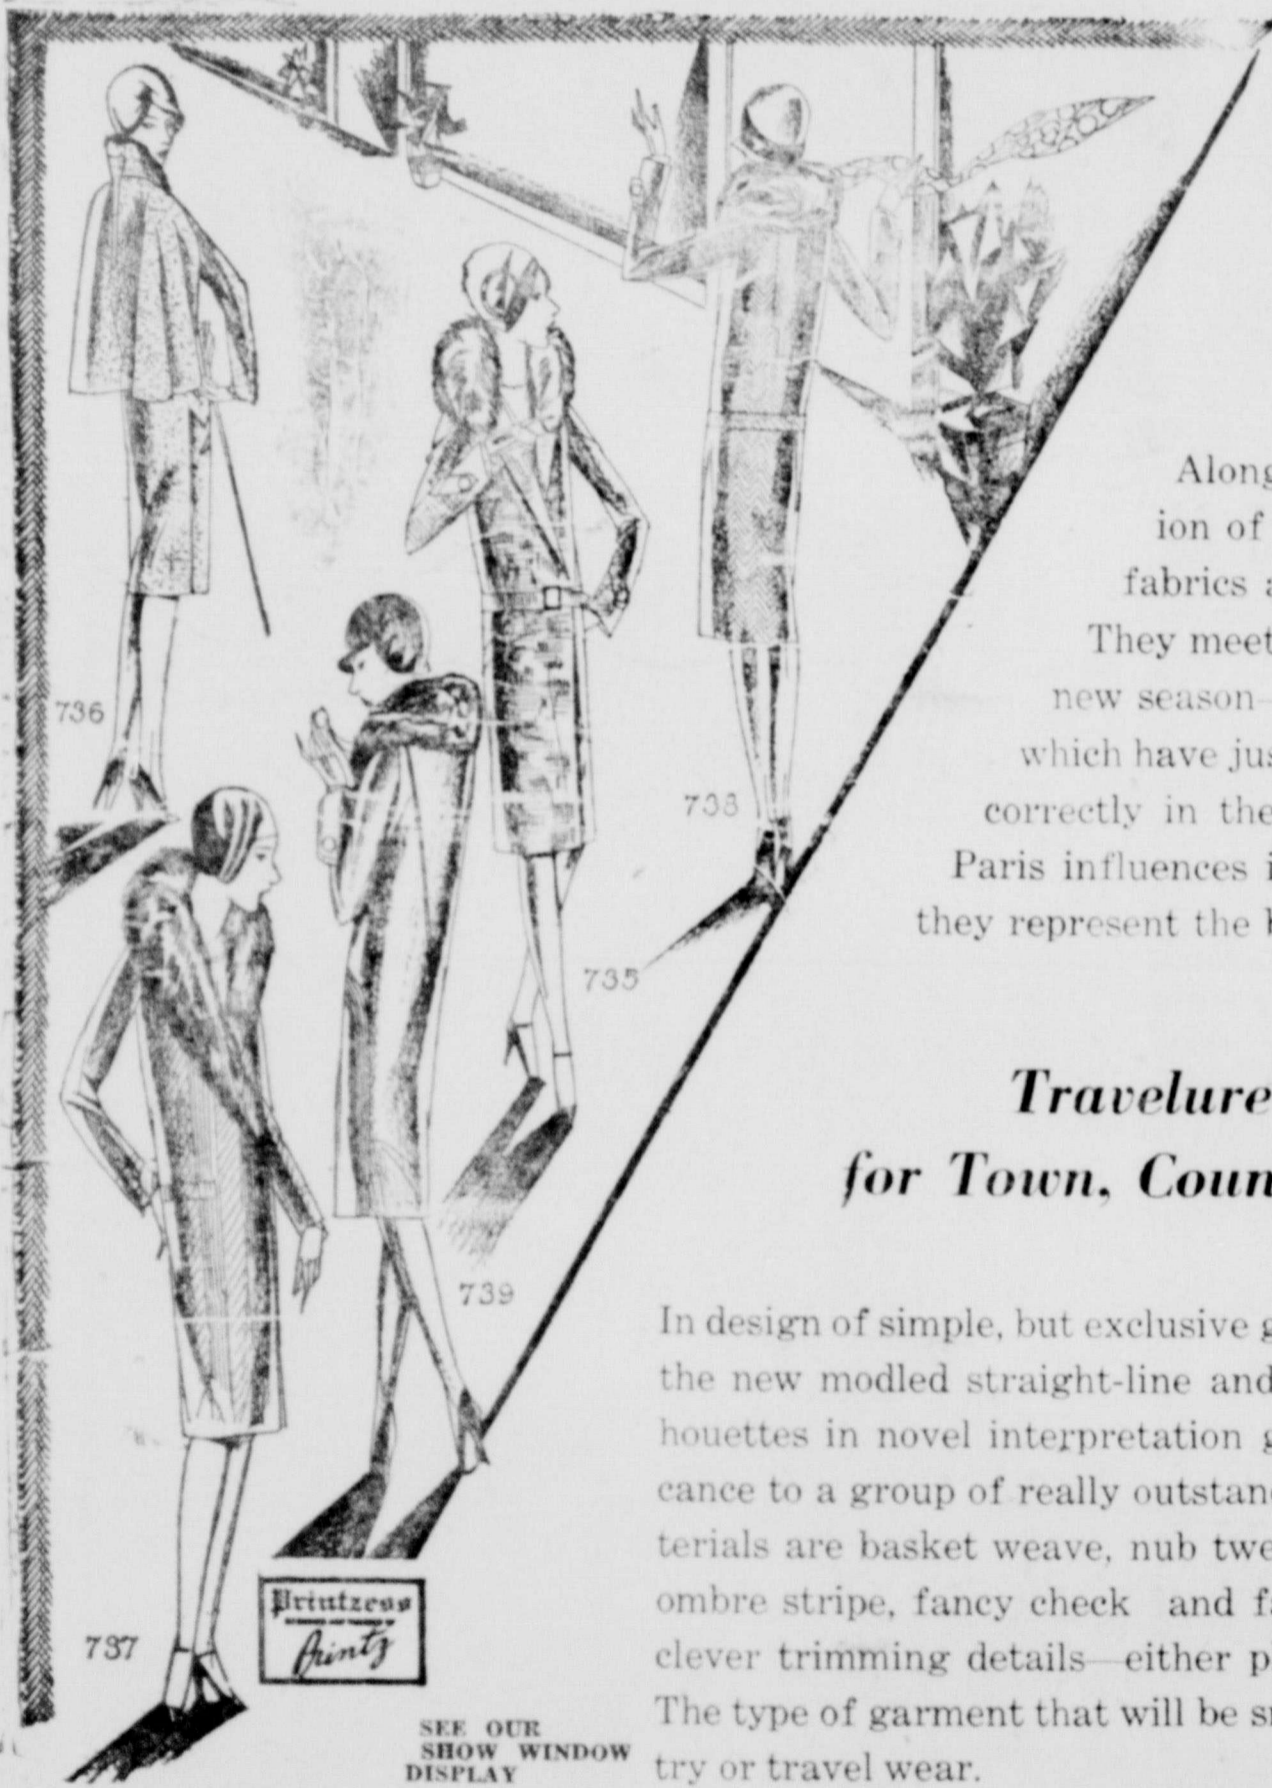 Along
ion of
fabrics a
They meet
new season—
which have jus
correctly in the
Paris influences i
they represent the
736
738
735
Travelure
for Town, Coun
739
In design of simple, but exclusive g
the new modled straight-line and
houettes in novel interpretation g
cance to a group of really outstand
terials are basket weave, nub twe
ombre stripe, fancy check and fa
clever trimming details—either p
The type of garment that will be s
try or travel wear.
737
Printzess
Printz
SEE OUR
SHOW WINDOW
DISPLAY